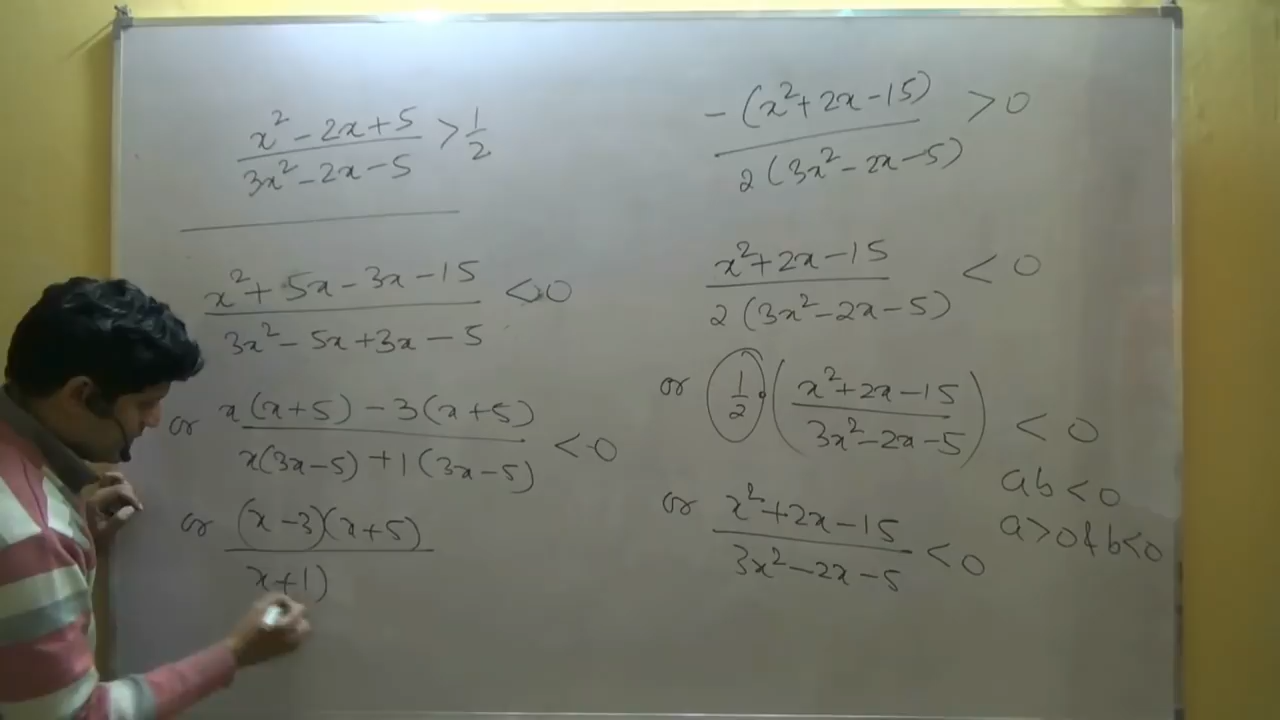 x² - 2x + 5 / 3x² - 2x - 5 > 1/2
x² + 5x - 3x - 15 / 3x² - 5x + 3x - 5 < 0
or x(x+5) - 3(x+5) / x(3x-5) + 1(3x-5) < 0
or (x-3)(x+5) / x+1)
-(x² + 2x - 15) / 2(3x² - 2x - 5) > 0
x² + 2x - 15 / 2(3x² - 2x - 5) < 0
or 1/2 · (x² + 2x - 15 / 3x² - 2x - 5) < 0
ab < 0
a > 0 & b < 0
or x² + 2x - 15 / 3x² - 2x - 5 < 0